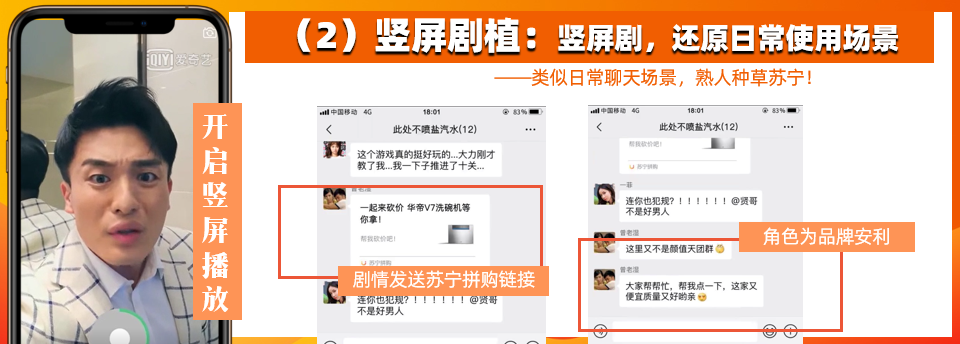 （2）竖屏剧植：竖屏剧，还原日常使用场景
——类似日常聊天场景，熟人种草苏宁！
iQIYI 爱奇艺
开启竖屏播放
中国移动 4G 18:01 83%
此处不喷盐汽水(12)
这个游戏真的挺好玩的...大力刚才
教了我...我一下子推进了十关...
曾老湿
一起来砍价 华帝V7洗碗机等
你拿！
帮我砍价吧！
苏宁拼购
剧情发送苏宁拼购链接
连你也犯规？！！！！！！@贤哥
不是好男人
中国移动 4G 18:01 83%
此处不喷盐汽水(12)
帮我砍价吧！
苏宁拼购
一菲
连你也犯规？！！！！！！@贤哥
不是好男人
曾老湿
这里又不是颜值天团群
角色为品牌安利
曾老湿
大家帮帮忙，帮我点一下，这家又
便宜质量又好哟亲